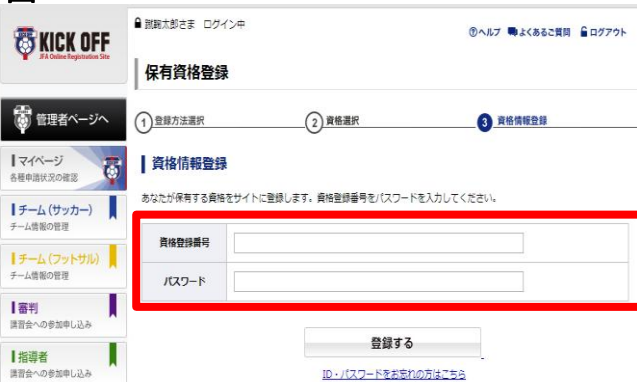 KICK OFF
JFA Online Registration Site
蹴鞠太郎さま ログイン中
ヘルプ よくあるご質問 ログアウト
保有資格登録
管理者ページへ
1 登録方法選択 2 資格選択 3 資格情報登録
マイページ
各種申請状況の確認
チーム (サッカー)
チーム情報の管理
チーム (フットサル)
チーム情報の管理
審判
講習会への参加申し込み
指導者
講習会への参加申し込み
資格情報登録
あなたが保有する資格をサイトに登録します。資格登録番号をパスワードを入力してください。
資格登録番号
パスワード
登録する
ID・パスワードをお忘れの方はこちら